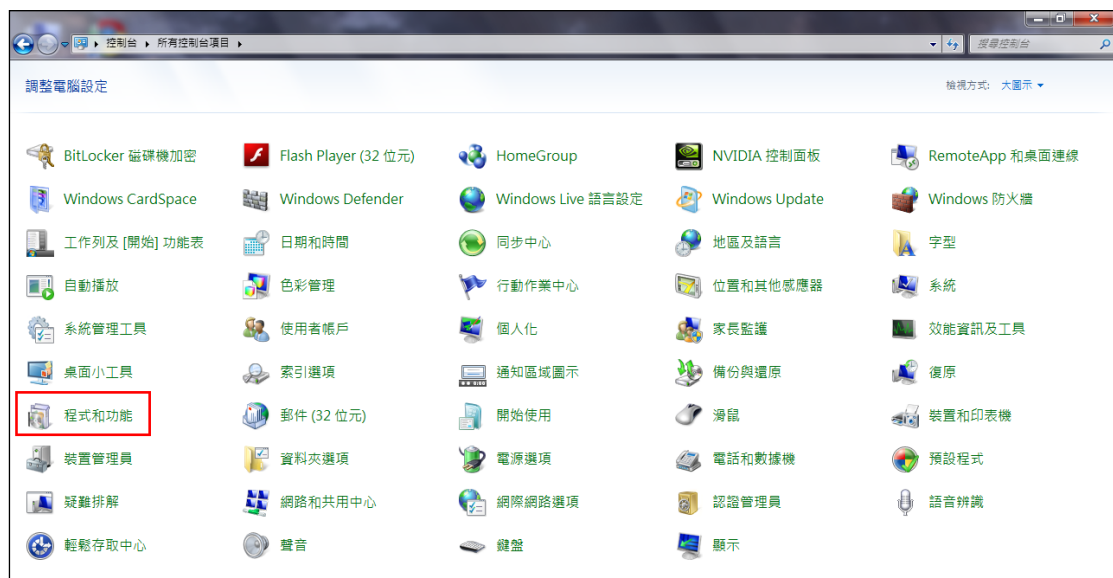 控制台 所有控制台項目
搜尋控制台
調整電腦設定
檢視方式: 大圖示
BitLocker 磁碟機加密
Flash Player (32 位元)
HomeGroup
NVIDIA 控制面板
RemoteApp 和桌面連線
Windows CardSpace
Windows Defender
Windows Live 語言設定
Windows Update
Windows 防火牆
工作列及 [開始] 功能表
日期和時間
同步中心
地區及語言
字型
自動播放
色彩管理
行動作業中心
位置和其他感應器
系統
系統管理工具
使用者帳戶
個人化
家長監護
效能資訊及工具
桌面小工具
索引選項
通知區域圖示
備份與還原
復原
程式和功能
郵件 (32 位元)
開始使用
滑鼠
裝置和印表機
裝置管理員
資料夾選項
電源選項
電話和數據機
預設程式
疑難排解
網路和共用中心
網際網路選項
認證管理員
語音辨識
輕鬆存取中心
聲音
鍵盤
顯示